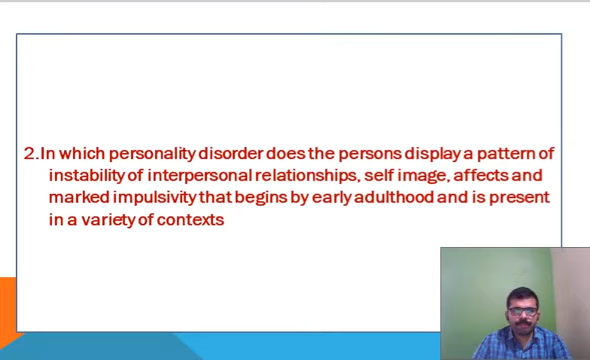 2.In which personality disorder does the persons display a pattern of
instability of interpersonal relationships, self image, affects and
marked impulsivity that begins by early adulthood and is present
in a variety of contexts